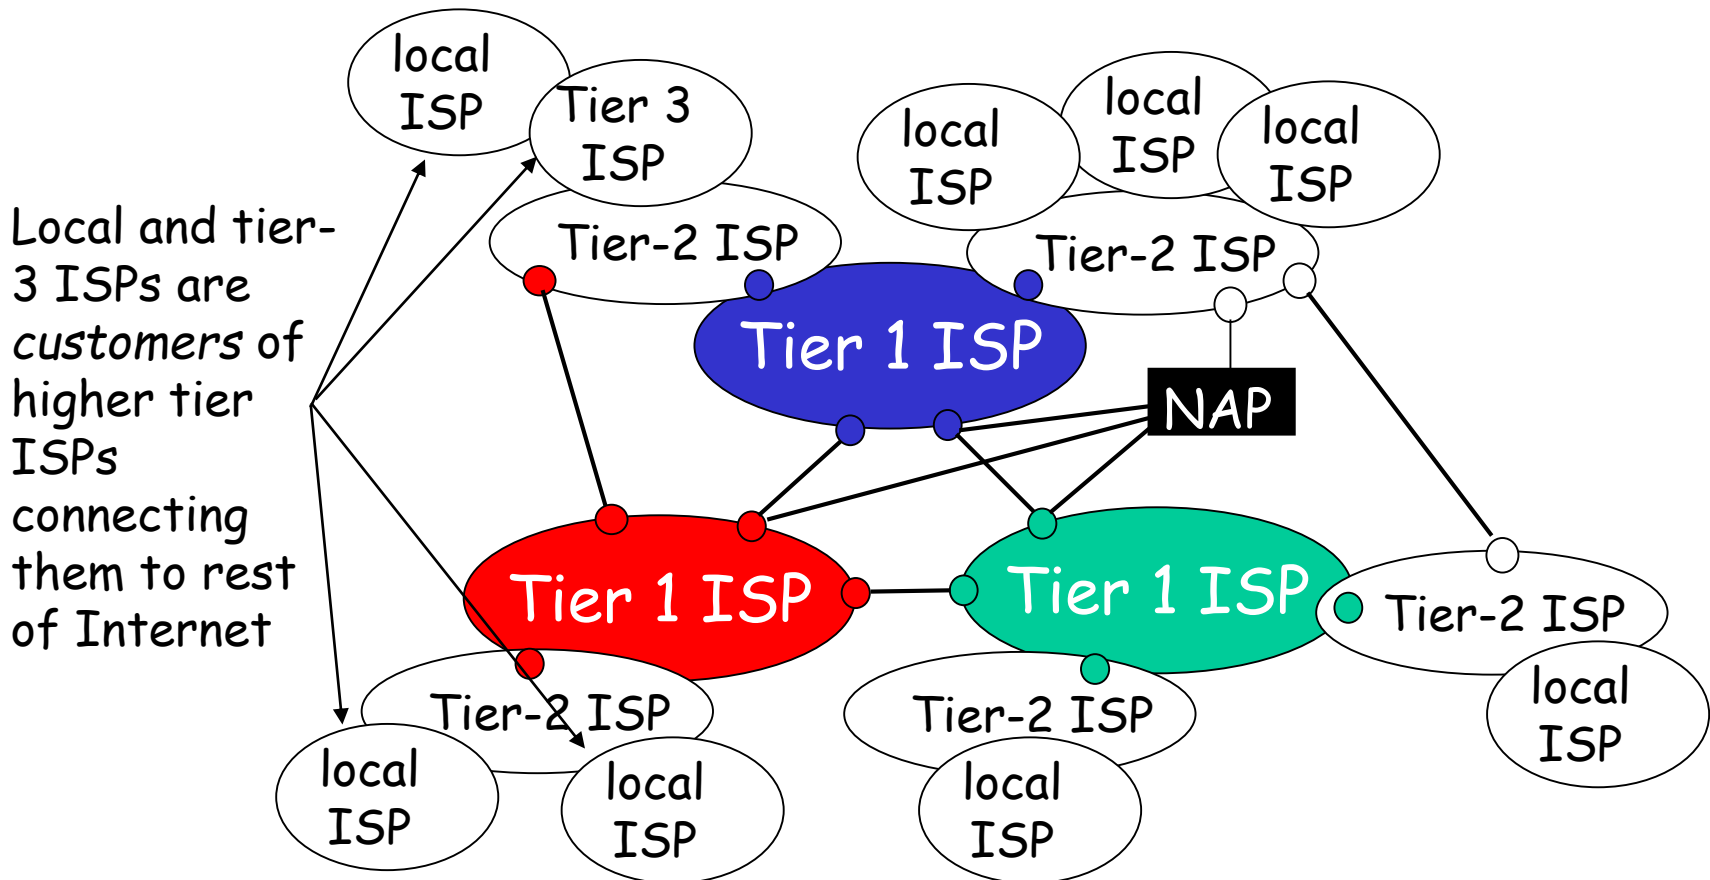 local
ISP
Tier 3
ISP
local
ISP
local
ISP
local
ISP
Local and tier-
3 ISPs are
customers of
higher tier
ISPs
connecting
them to rest
of Internet
Tier-2 ISP
Tier-2 ISP
Tier 1 ISP
NAP
Tier 1 ISP
Tier 1 ISP
Tier-2 ISP
Tier-2 ISP
Tier-2 ISP
local
ISP
local
ISP
local
ISP
local
ISP